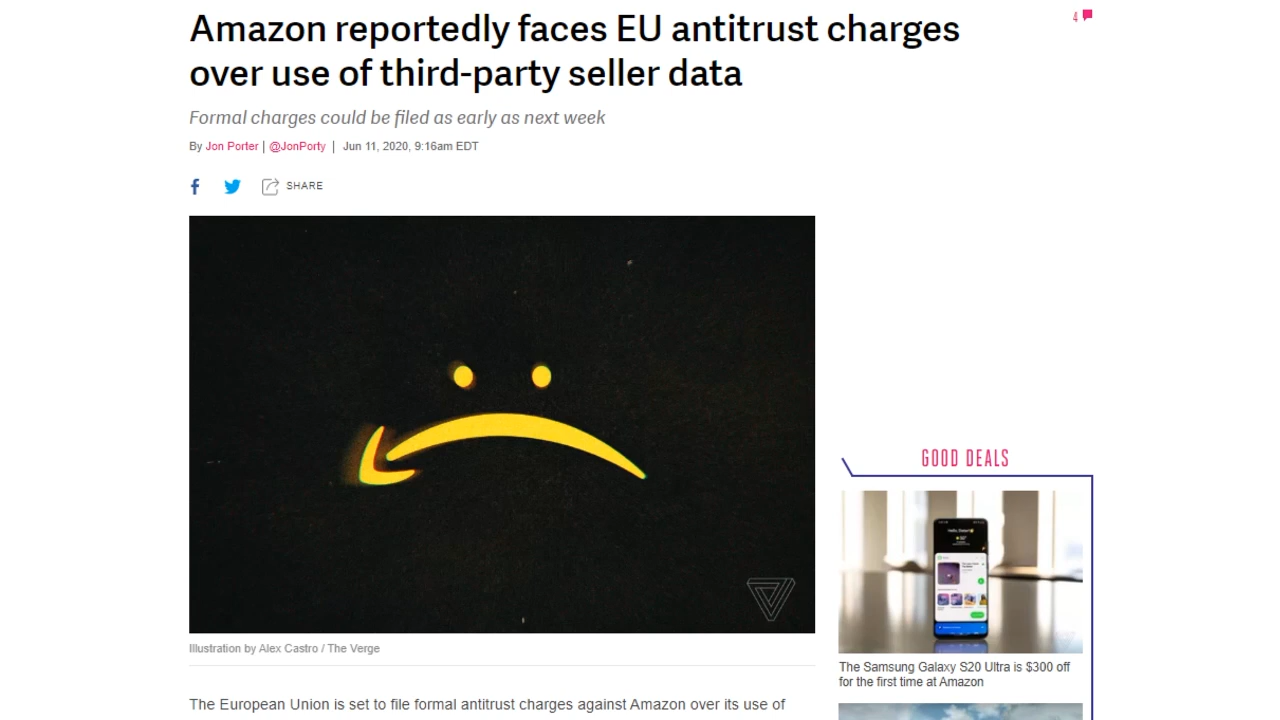 Amazon reportedly faces EU antitrust charges
over use of third-party seller data
4
Formal charges could be filed as early as next week
By Jon Porter | @JonPorty | Jun 11, 2020, 9:16am EDT
SHARE
Illustration by Alex Castro / The Verge
The European Union is set to file formal antitrust charges against Amazon over its use of
GOOD DEALS
The Samsung Galaxy S20 Ultra is $300 off
for the first time at Amazon